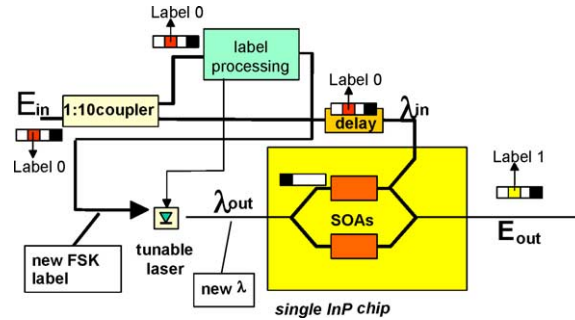 Label 0
label
processing
Label 0
Ein
1:10coupler
λin
delay
Label 0
Label 1
λout
SOAs
Eout
new FSK
label
tunable
laser
new λ
single InP chip